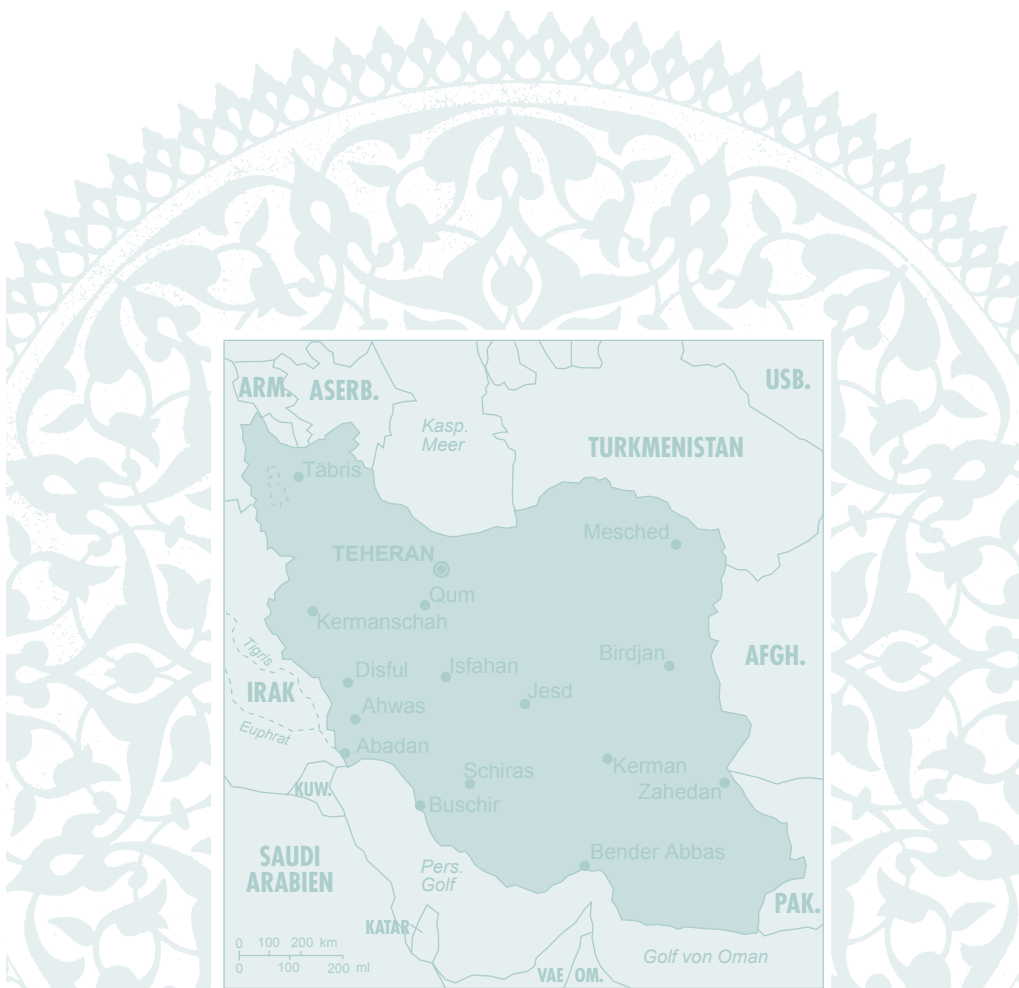 ARM.
ASERB.
USB.
Kasp.
Meer
TURKMENISTAN
Täbris
Mesched
TEHERAN
Qum
Kermanschah
Tigris
Birdjan
AFGH.
Disful
Isfahan
IRAK
Jesd
Ahwas
Euphrat
Abadan
Schiras
Kerman
KUW.
Zahedan
Buschir
SAUDI
ARABIEN
Bender Abbas
Pers.
Golf
PAK.
KATAR
0 100 200 km
0 100 200 ml
Golf von Oman
VAE
OM.